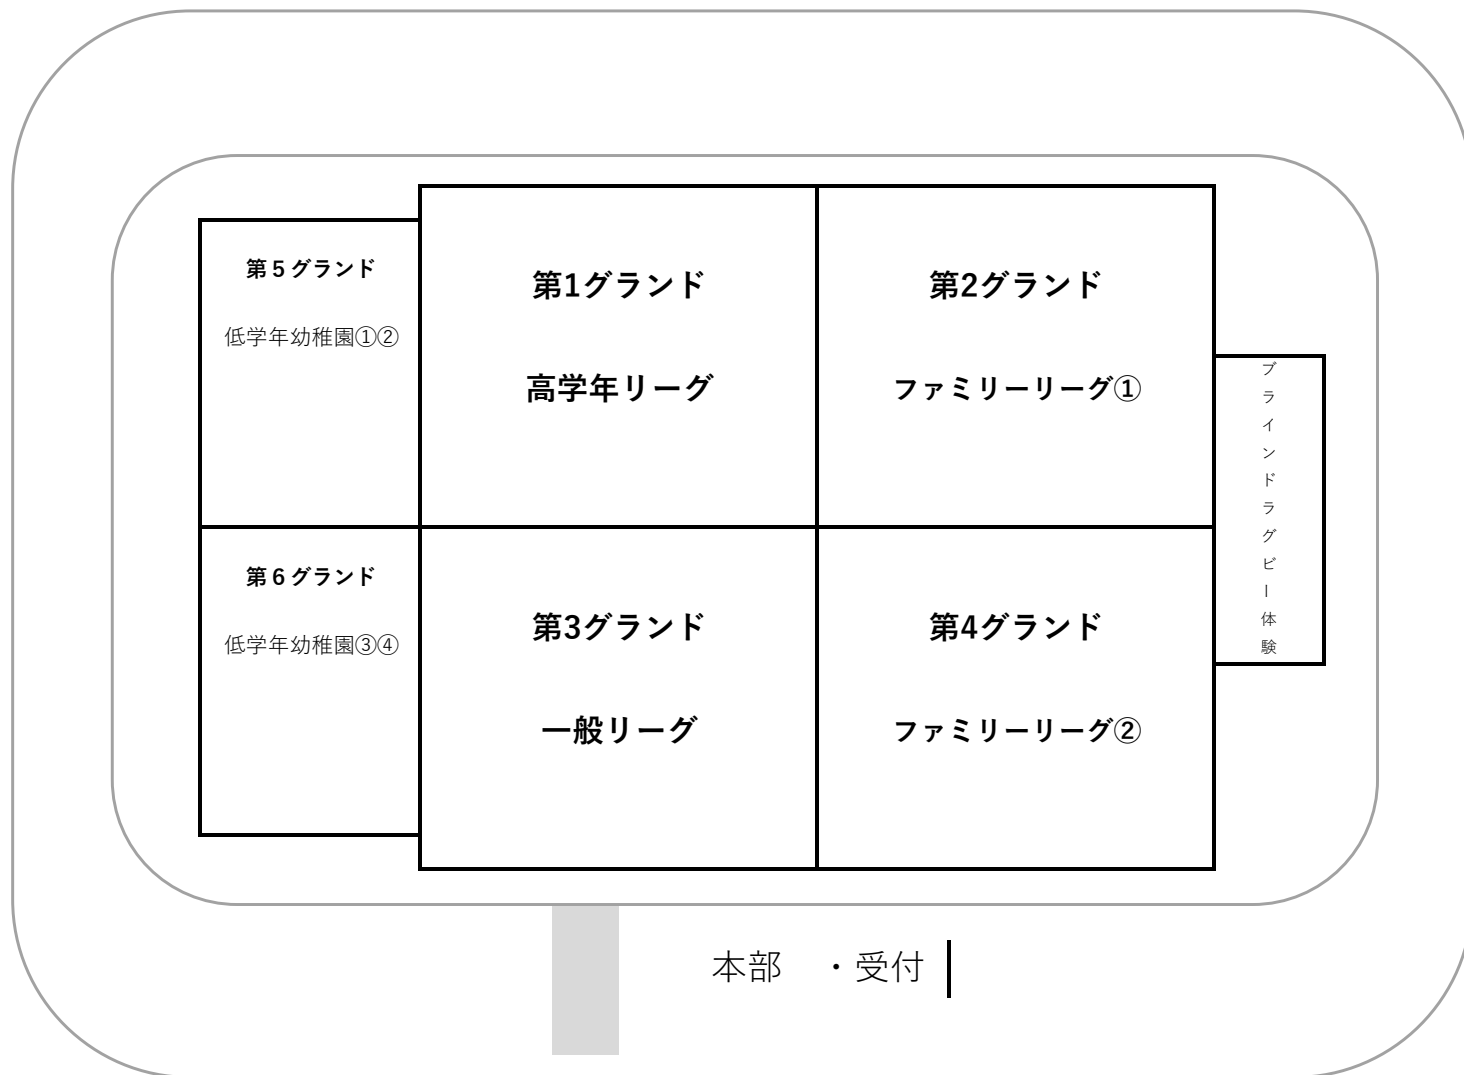 第５グランド
低学年幼稚園①②
第1グランド
高学年リーグ
第2グランド
ファミリーリーグ①
ブラインドラグビー体験
第６グランド
低学年幼稚園③④
第3グランド
一般リーグ
第4グランド
ファミリーリーグ②
本部　・受付